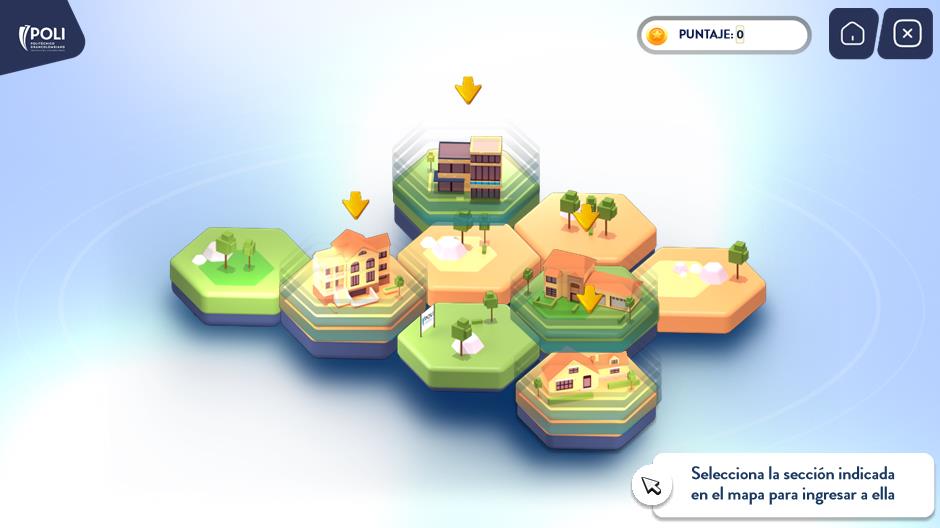 POLI
POLITÉCNICO
GRANCOLOMBIANO
PUNTAJE: 0
POLI
Selecciona la sección indicada
en el mapa para ingresar a ella